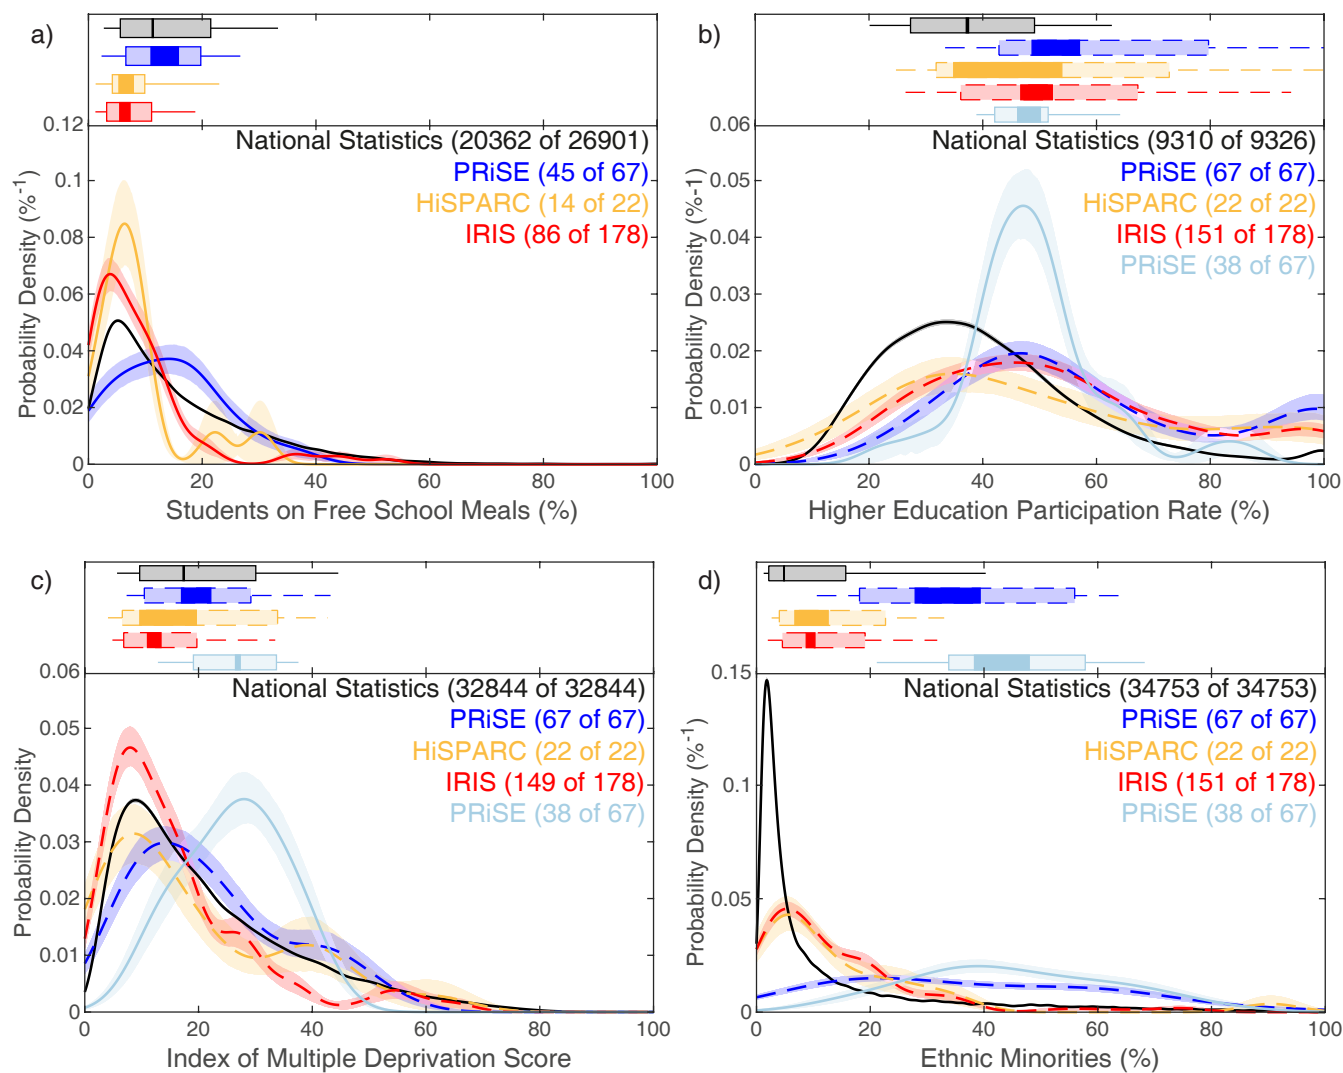 a)
0.12
National Statistics (20362 of 26901)
PRiSE (45 of 67)
HiSPARC (14 of 22)
IRIS (86 of 178)
0.1
0.08
0.06
0.04
0.02
0
Probability Density (%-1)
0 20 40 60 80 100
Students on Free School Meals (%)
b)
0.06
National Statistics (9310 of 9326)
PRiSE (67 of 67)
HiSPARC (22 of 22)
IRIS (151 of 178)
PRiSE (38 of 67)
0.05
0.04
0.03
0.02
0.01
0
Probability Density (%-1)
0 20 40 60 80 100
Higher Education Participation Rate (%)
c)
0.06
National Statistics (32844 of 32844)
PRiSE (67 of 67)
HiSPARC (22 of 22)
IRIS (149 of 178)
PRiSE (38 of 67)
0.05
0.04
0.03
0.02
0.01
0
Probability Density
0 20 40 60 80 100
Index of Multiple Deprivation Score
d)
0.15
National Statistics (34753 of 34753)
PRiSE (67 of 67)
HiSPARC (22 of 22)
IRIS (151 of 178)
PRiSE (38 of 67)
0.1
0.05
0
Probability Density (%-1)
0 20 40 60 80 100
Ethnic Minorities (%)